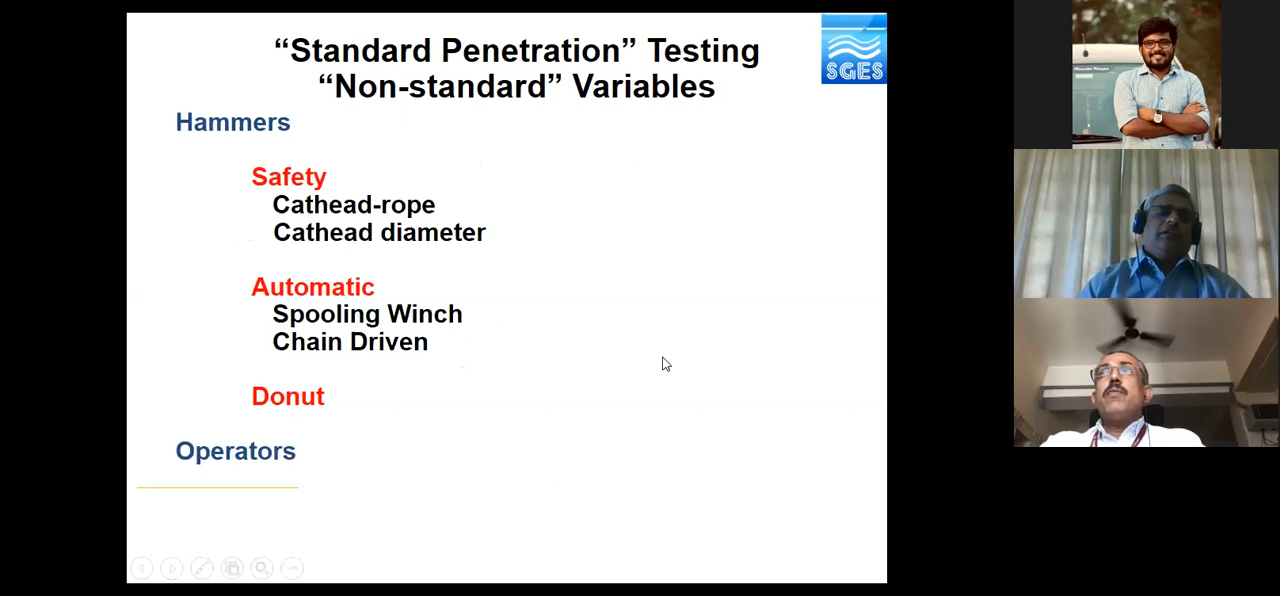 “Standard Penetration” Testing
“Non-standard” Variables
SGES
Hammers
Safety
Cathead-rope
Cathead diameter
Automatic
Spooling Winch
Chain Driven
Donut
Operators